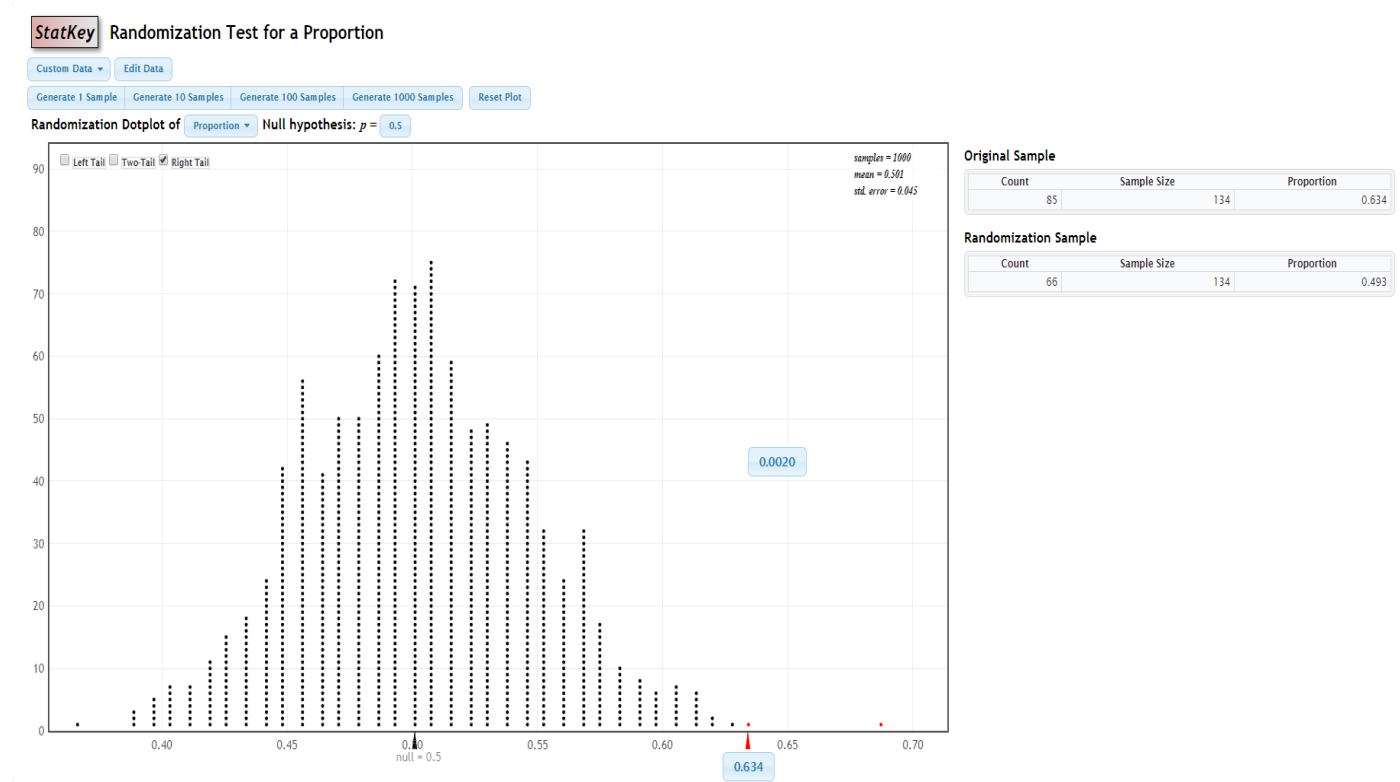 StatKey Randomization Test for a Proportion
Custom Data Edit Data
Generate 1 Sample Generate 10 Samples Generate 100 Samples Generate 1000 Samples Reset Plot
Randomization Dotplot of Proportion Null hypothesis: p = 0.5
Left Tail Two-Tail Right Tail
samples = 1000
mean = 0.501
std. error = 0.045
90
80
70
60
50
40
30
20
10
0
0.0020
0.40 0.45 0.50 0.55 0.60 0.65 0.70
null = 0.5
0.634
Original Sample
Count Sample Size Proportion
85 134 0.634
Randomization Sample
Count Sample Size Proportion
66 134 0.493